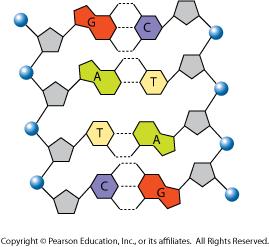 G C
A T
T A
C G
Copyright © Pearson Education, Inc., or its affiliates. All Rights Reserved.